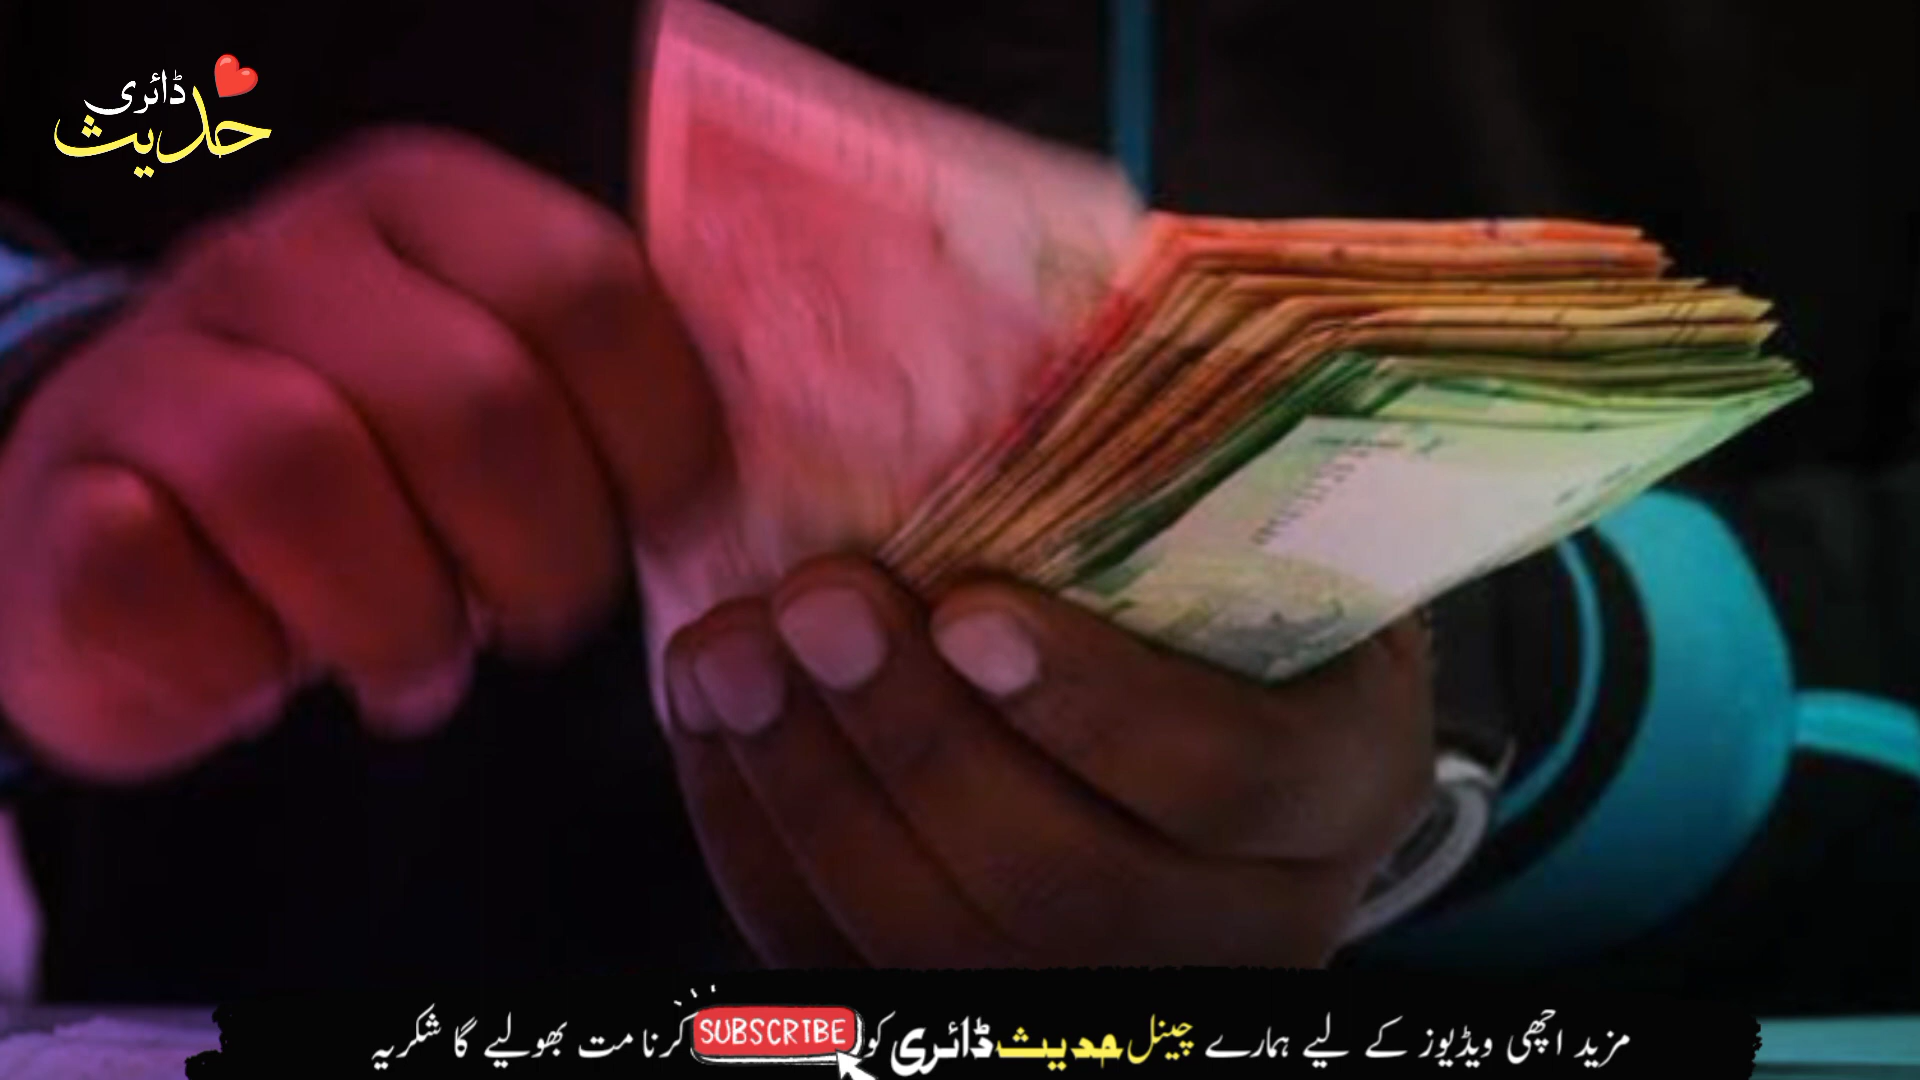 ڈائری
حدیث
مزید اچھی ویڈیوز کے لیے ہمارے چینل حدیث ڈائری کو SUBSCRIBE کرنا مت بھولیے گا شکریہ